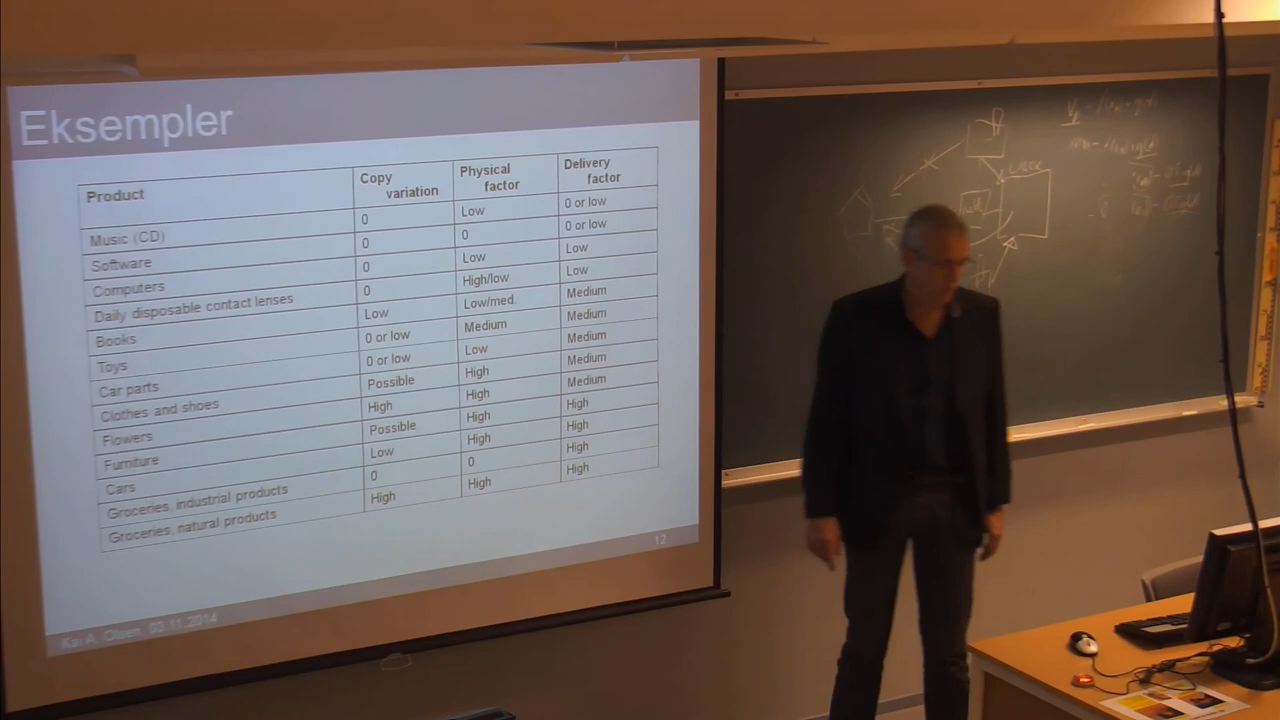 Eksempler
Product Copy variation Physical factor Delivery factor
Music (CD) 0 Low 0 or low
Software 0 0 0 or low
Computers 0 Low Low
Daily disposable contact lenses 0 High/low Low
Books Low Low/med. Medium
Toys 0 or low Medium Medium
Car parts 0 or low Low Medium
Clothes and shoes Possible High Medium
Flowers High High Medium
Furniture Possible High High
Cars Low High High
Groceries, industrial products 0 0 High
Groceries, natural products High High High
Kai A. Olsen, 03.11.2014 12